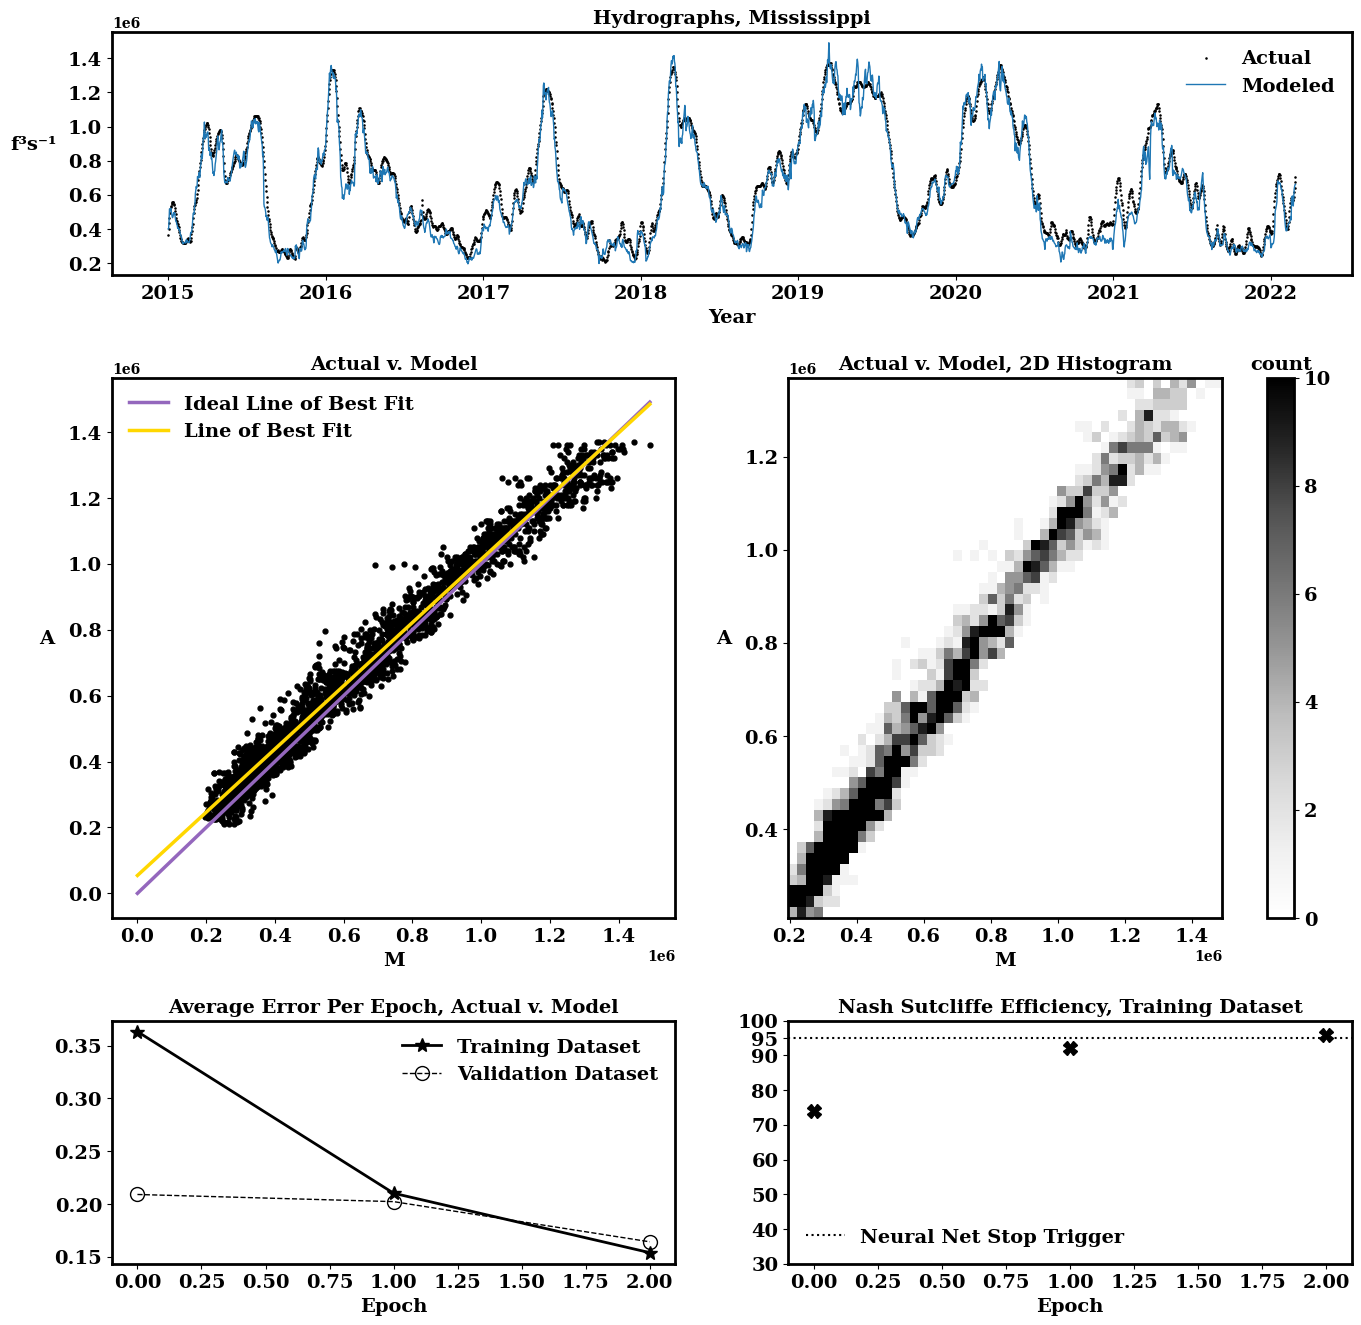 Hydrographs, Mississippi
1e6
f³s⁻¹
1.4
1.2
1.0
0.8
0.6
0.4
0.2
Actual
Modeled
2015 2016 2017 2018 2019 2020 2021 2022
Year
Actual v. Model
1e6
A
1.4
1.2
1.0
0.8
0.6
0.4
0.2
0.0
Ideal Line of Best Fit
Line of Best Fit
0.0 0.2 0.4 0.6 0.8 1.0 1.2 1.4
M
1e6
Actual v. Model, 2D Histogram
1e6
A
1.2
1.0
0.8
0.6
0.4
0.2 0.4 0.6 0.8 1.0 1.2 1.4
M
1e6
count
10
8
6
4
2
0
Average Error Per Epoch, Actual v. Model
0.35
0.30
0.25
0.20
0.15
Training Dataset
Validation Dataset
0.00 0.25 0.50 0.75 1.00 1.25 1.50 1.75 2.00
Epoch
Nash Sutcliffe Efficiency, Training Dataset
100
95
90
80
70
60
50
40
30
Neural Net Stop Trigger
0.00 0.25 0.50 0.75 1.00 1.25 1.50 1.75 2.00
Epoch